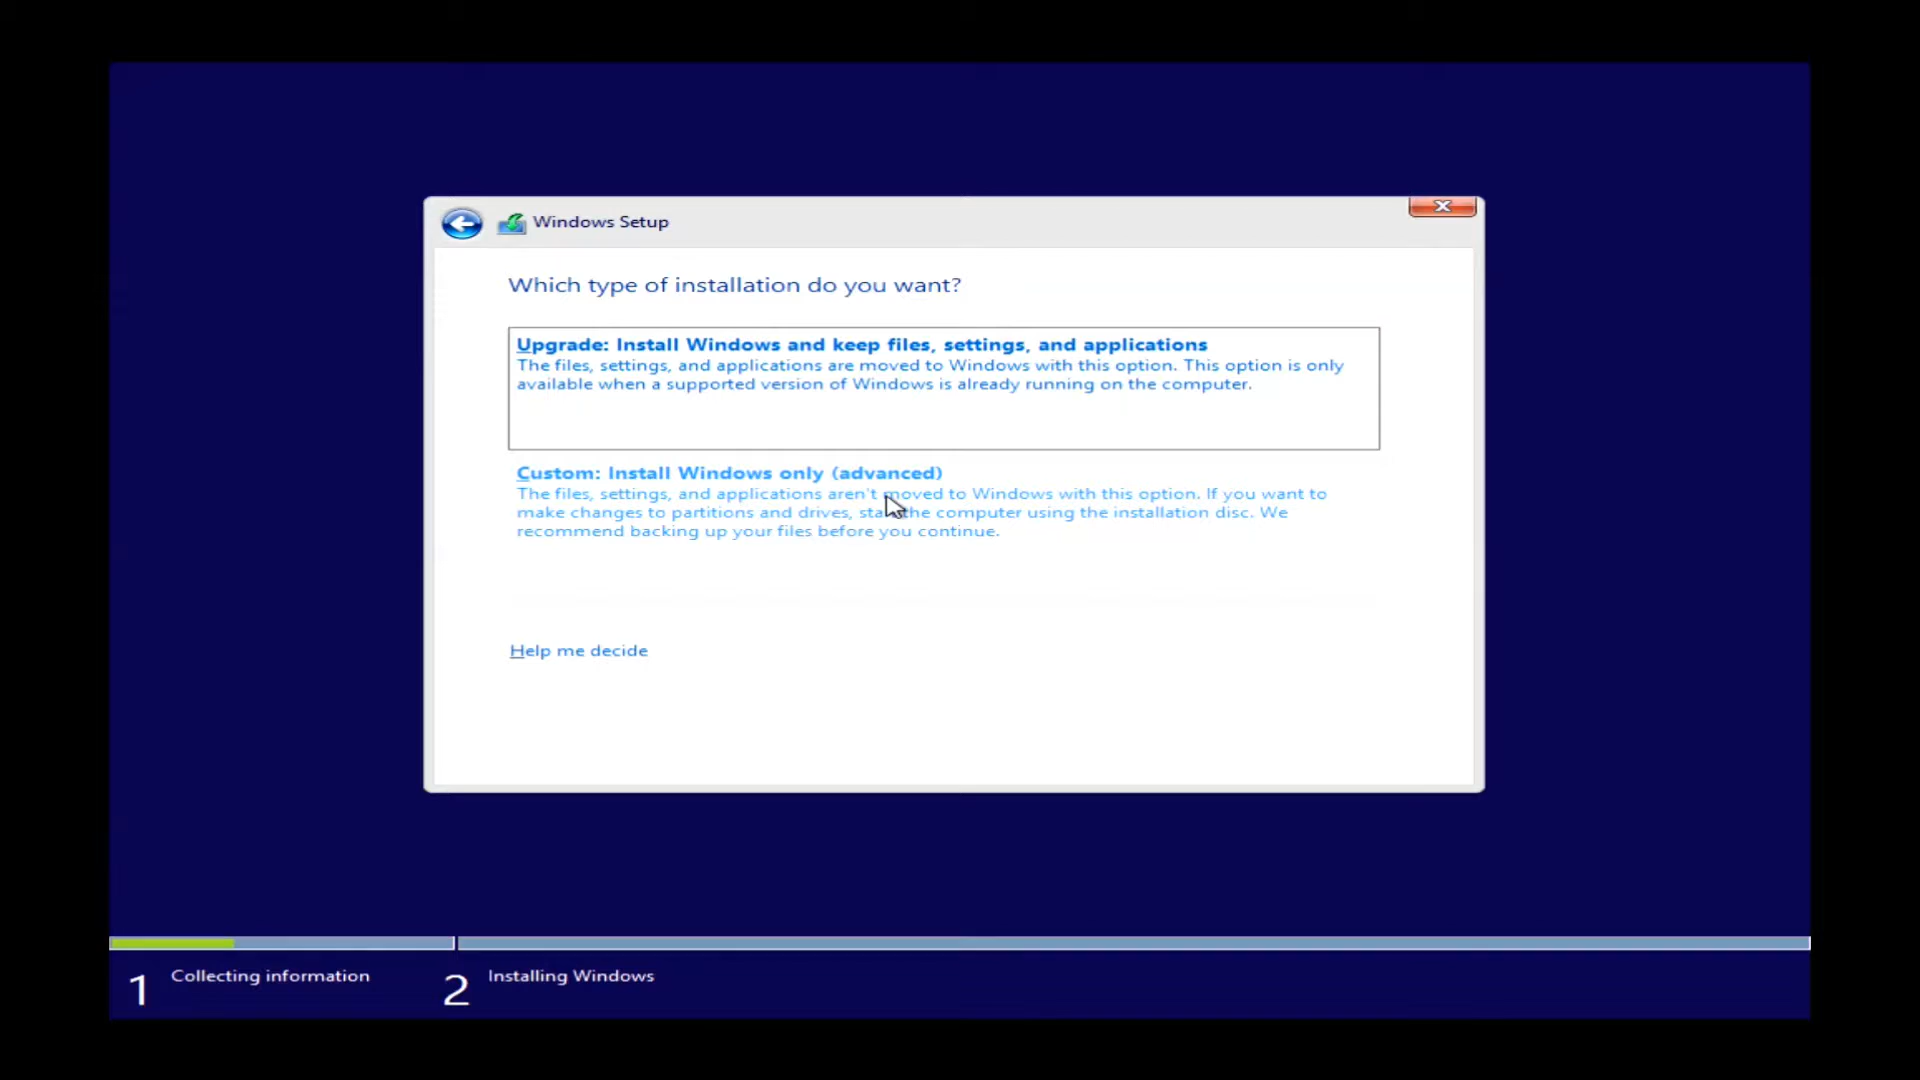 Windows Setup
Which type of installation do you want?
Upgrade: Install Windows and keep files, settings, and applications
The files, settings, and applications are moved to Windows with this option. This option is only
available when a supported version of Windows is already running on the computer.
Custom: Install Windows only (advanced)
The files, settings, and applications aren't moved to Windows with this option. If you want to
make changes to partitions and drives, start the computer using the installation disc. We
recommend backing up your files before you continue.
Help me decide
1 Collecting information
2 Installing Windows